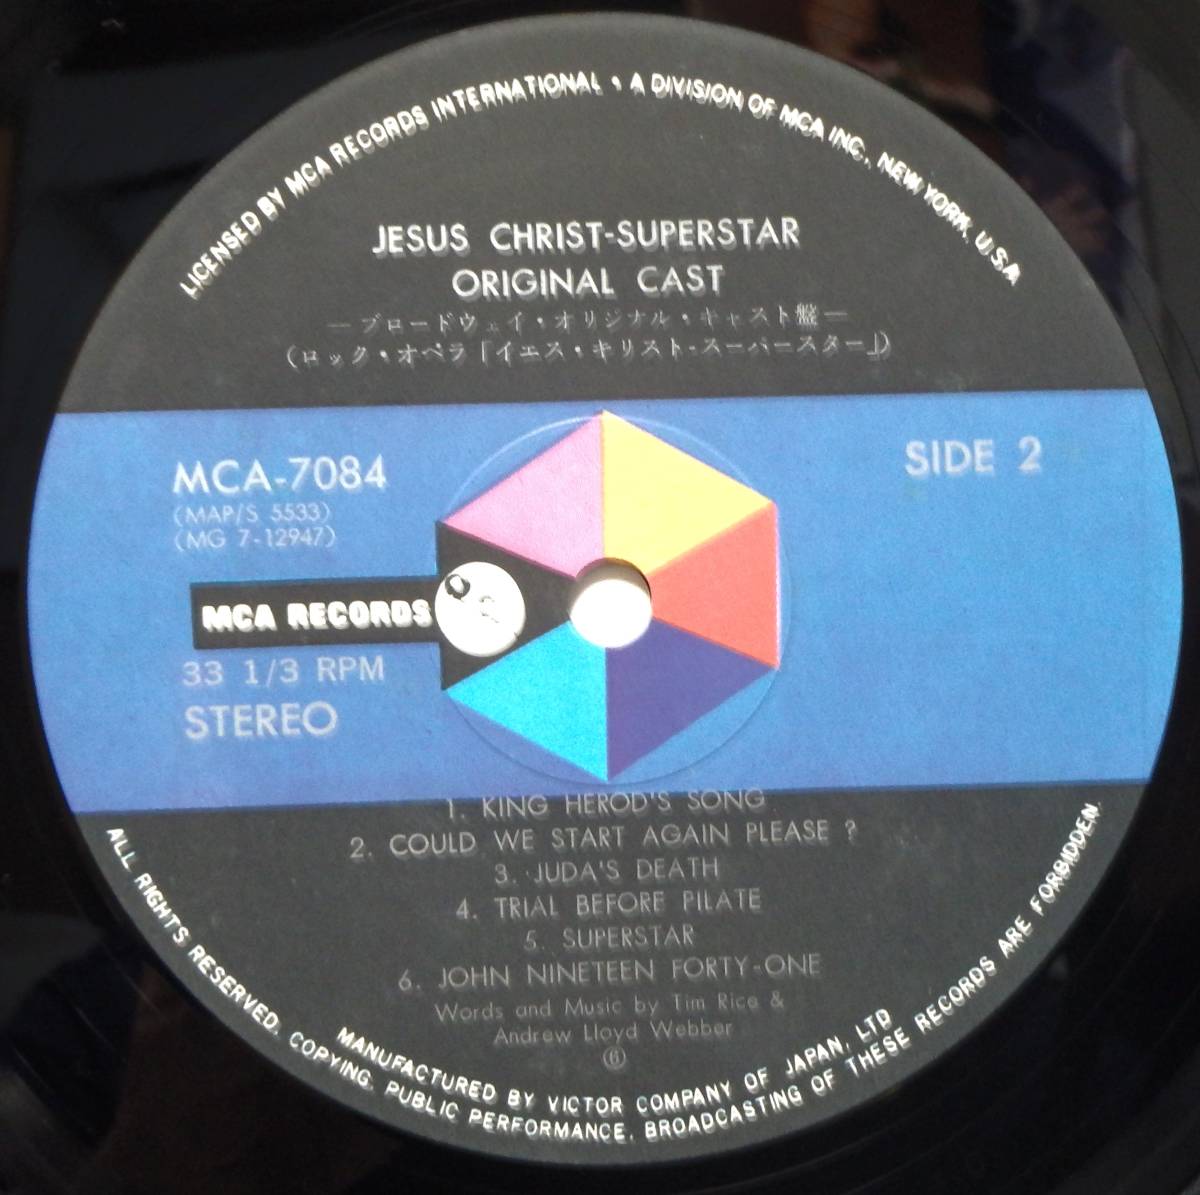 LICENSED BY MCA RECORDS INTERNATIONAL • A DIVISION OF MCA INC., NEW YORK, U.S.A
JESUS CHRIST-SUPERSTAR
ORIGINAL CAST
—ブロードウェイ・オリジナル・キャスト盤—
(ロック・オペラ「イエス・キリスト-スーパースター」)
MCA-7084
(MAP/S 5533)
(MG 7-12947)
SIDE 2
MCA RECORDS
33 1/3 RPM
STEREO
1. KING HEROD'S SONG
2. COULD WE START AGAIN PLEASE ?
3. JUDA'S DEATH
4. TRIAL BEFORE PILATE
5. SUPERSTAR
6. JOHN NINETEEN FORTY-ONE
Words and Music by Tim Rice &
Andrew Lloyd Webber
⑥
MANUFACTURED BY VICTOR COMPANY OF JAPAN, LTD
ALL RIGHTS RESERVED. COPYING, PUBLIC PERFORMANCE, BROADCASTING OF THESE RECORDS ARE FORBIDDEN.